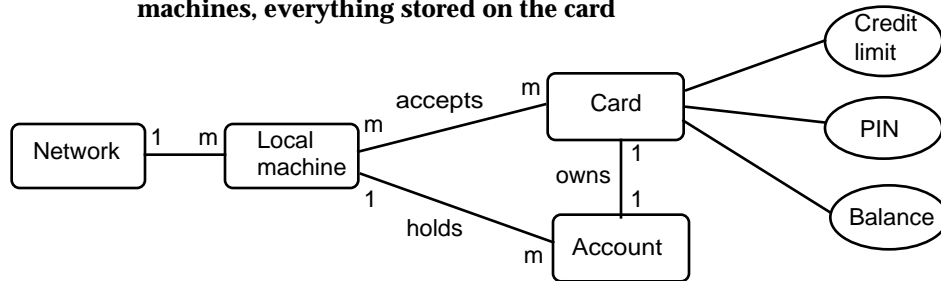 machines, everything stored on the card
Credit
limit
accepts
m
Card
m
Network
1
m
Local
machine
PIN
1
owns
1
1
holds
m
Account
Balance